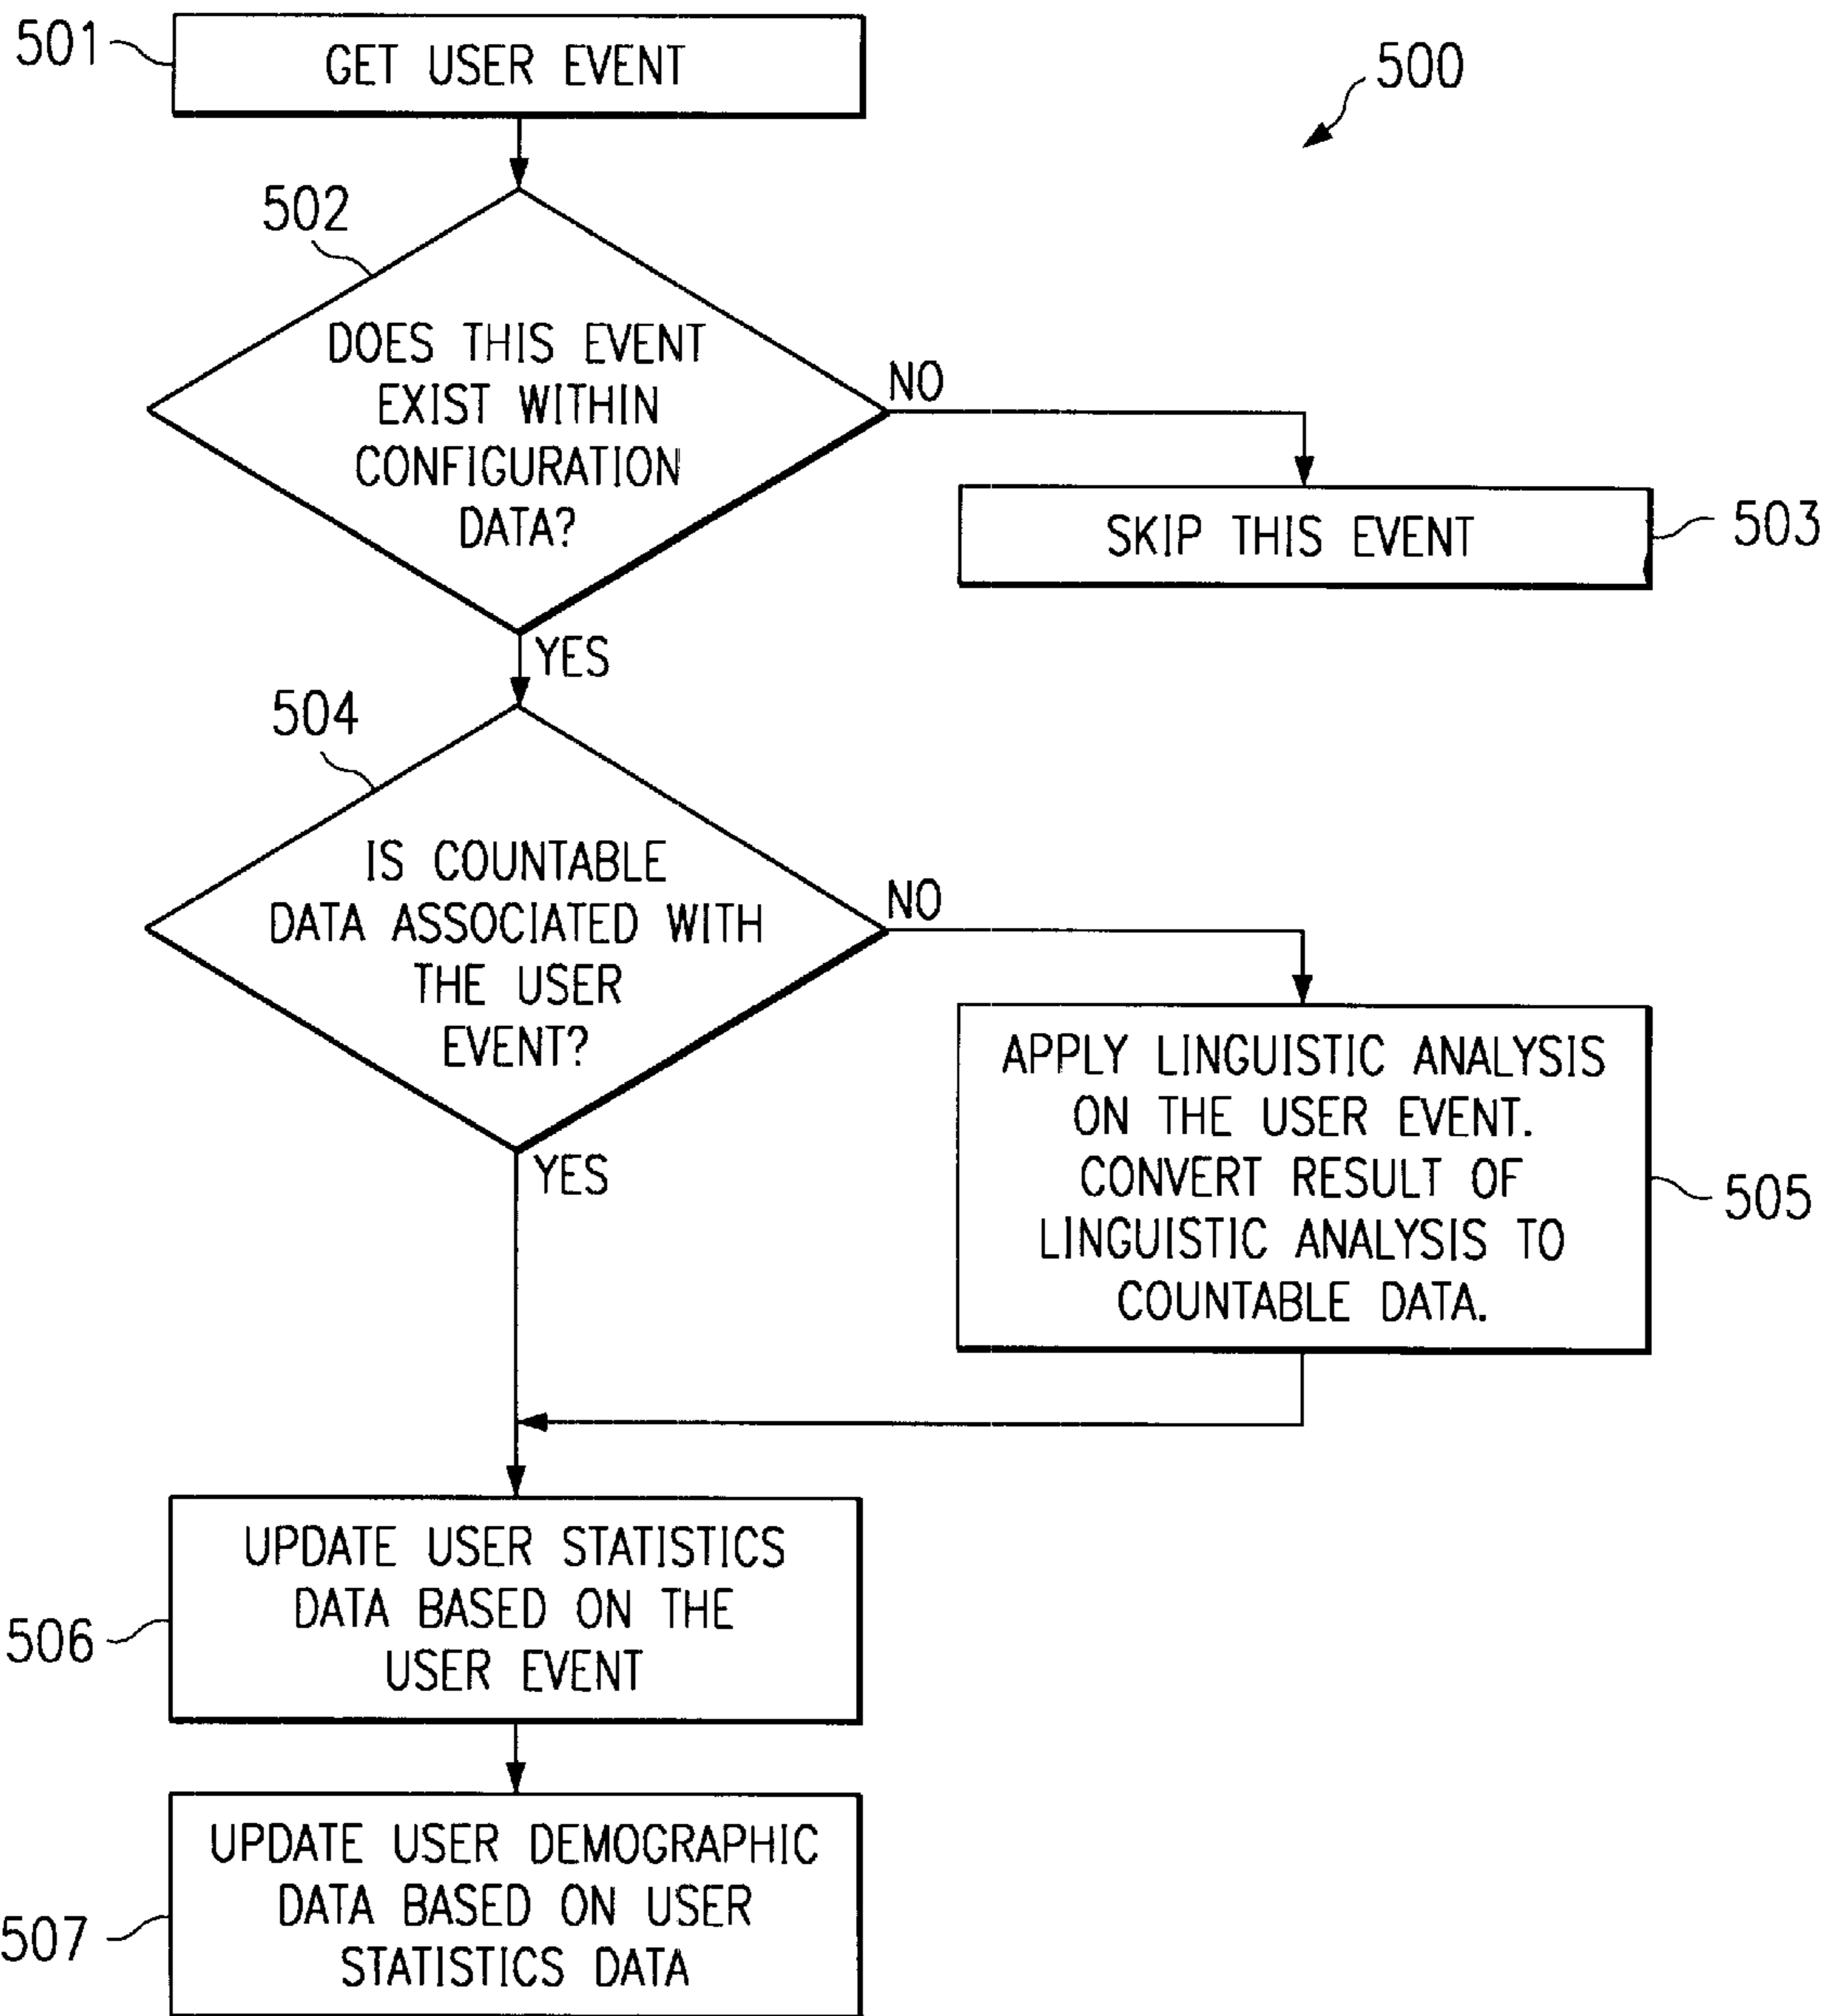 501
GET USER EVENT
500
502
DOES THIS EVENT
EXIST WITHIN
CONFIGURATION
DATA?
NO
SKIP THIS EVENT
503
YES
504
IS COUNTABLE
DATA ASSOCIATED WITH
THE USER
EVENT?
NO
APPLY LINGUISTIC ANALYSIS
ON THE USER EVENT.
CONVERT RESULT OF
LINGUISTIC ANALYSIS TO
COUNTABLE DATA.
505
YES
UPDATE USER STATISTICS
DATA BASED ON THE
USER EVENT
506
UPDATE USER DEMOGRAPHIC
DATA BASED ON USER
STATISTICS DATA
507